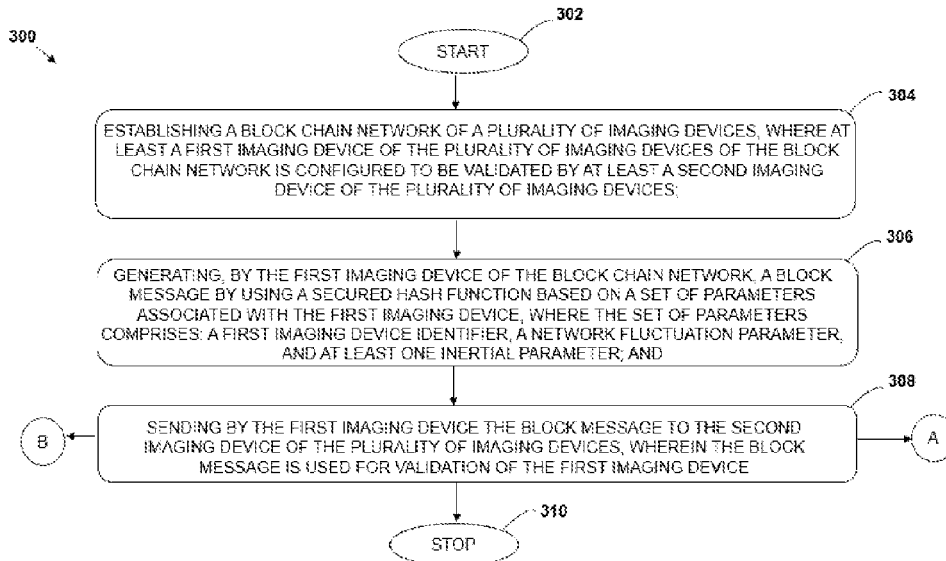 300
302
START
304
ESTABLISHING A BLOCK CHAIN NETWORK OF A PLURALITY OF IMAGING DEVICES, WHERE AT
LEAST A FIRST IMAGING DEVICE OF THE PLURALITY OF IMAGING DEVICES OF THE BLOCK
CHAIN NETWORK IS CONFIGURED TO BE VALIDATED BY AT LEAST A SECOND IMAGING
DEVICE OF THE PLURALITY OF IMAGING DEVICES;
306
GENERATING, BY THE FIRST IMAGING DEVICE OF THE BLOCK CHAIN NETWORK, A BLOCK
MESSAGE BY USING A SECURED HASH FUNCTION BASED ON A SET OF PARAMETERS
ASSOCIATED WITH THE FIRST IMAGING DEVICE, WHERE THE SET OF PARAMETERS
COMPRISES: A FIRST IMAGING DEVICE IDENTIFIER, A NETWORK FLUCTUATION PARAMETER,
AND AT LEAST ONE INERTIAL PARAMETER; AND
308
B
SENDING BY THE FIRST IMAGING DEVICE THE BLOCK MESSAGE TO THE SECOND
IMAGING DEVICE OF THE PLURALITY OF IMAGING DEVICES, WHEREIN THE BLOCK
MESSAGE IS USED FOR VALIDATION OF THE FIRST IMAGING DEVICE
A
310
STOP